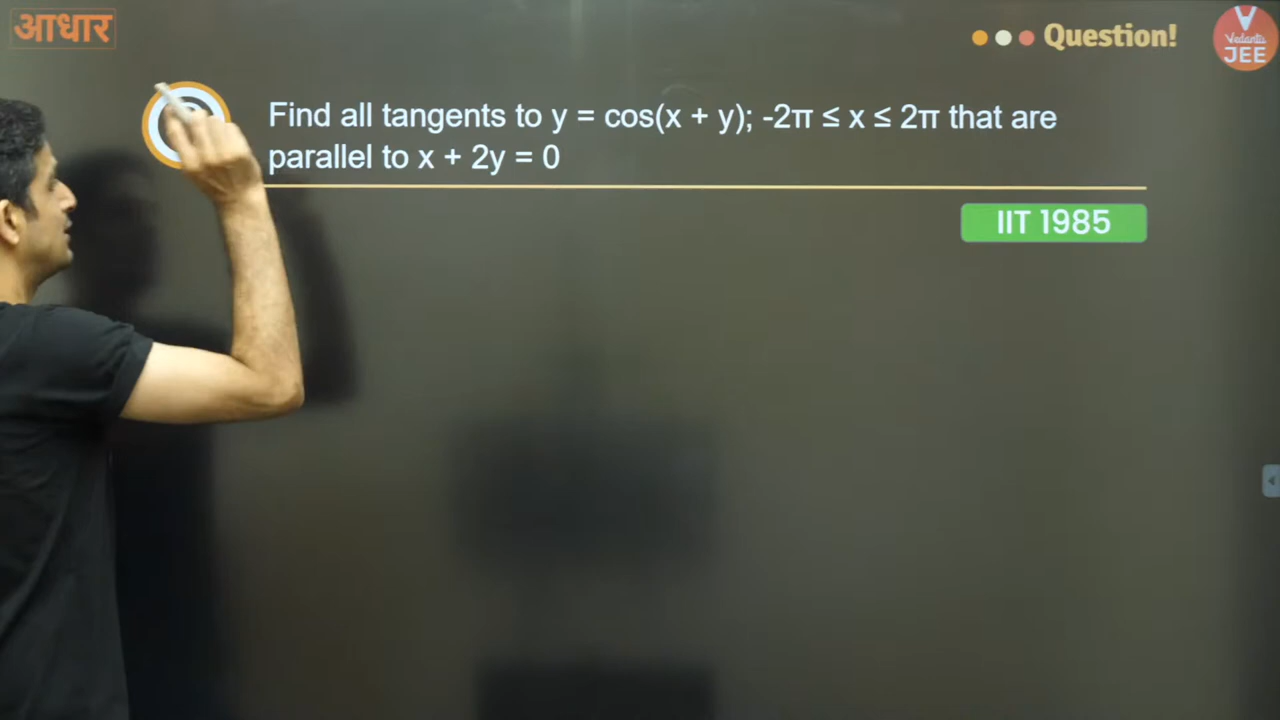 आधार
Question!
Vedantu
JEE
Find all tangents to y = cos(x + y); -2π ≤ x ≤ 2π that are
parallel to x + 2y = 0
IIT 1985